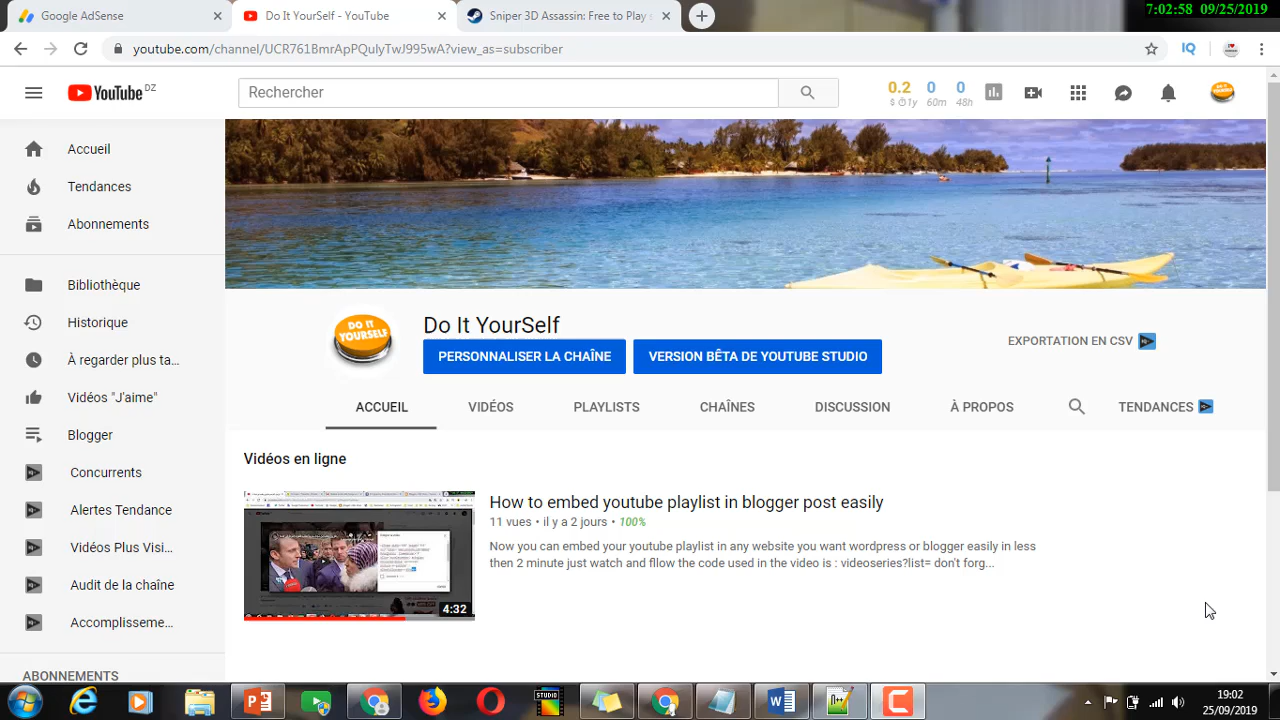 Google AdSense
Do It YourSelf - YouTube
Sniper 3D Assassin: Free to Play
7:02:58 09/25/2019
youtube.com/channel/UCR761BmrApPQulyTwJ995wA?view_as=subscriber
IQ
YouTube DZ
Rechercher
0.2 0 0
$ 1y 60m 48h
Accueil
Tendances
Abonnements
Bibliothèque
Historique
À regarder plus ta...
Vidéos "J'aime"
Blogger
Concurrents
Alertes Tendance
Vidéos plus visi...
Audit de la chaîne
Accomplisseme...
ABONNEMENTS
DO IT YOURSELF
Do It YourSelf
PERSONNALISER LA CHAÎNE
VERSION BÊTA DE YOUTUBE STUDIO
EXPORTATION EN CSV
ACCUEIL
VIDÉOS
PLAYLISTS
CHAÎNES
DISCUSSION
À PROPOS
TENDANCES
Vidéos en ligne
4:32
How to embed youtube playlist in blogger post easily
11 vues • il y a 2 jours • 100%
Now you can embed your youtube playlist in any website you want wordpress or blogger easily in less
then 2 minues just watch and fllow the code used in the video is : videoseries?list= don't forg...
STUDIO
19:02
25/09/2019